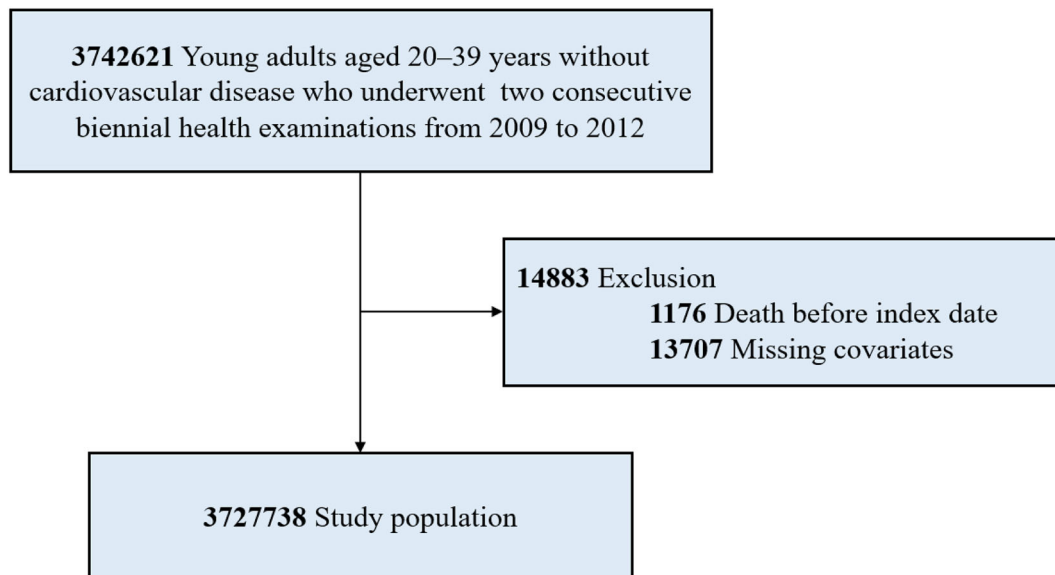 3742621 Young adults aged 20–39 years without
cardiovascular disease who underwent two consecutive
biennial health examinations from 2009 to 2012
14883 Exclusion
1176 Death before index date
13707 Missing covariates
3727738 Study population